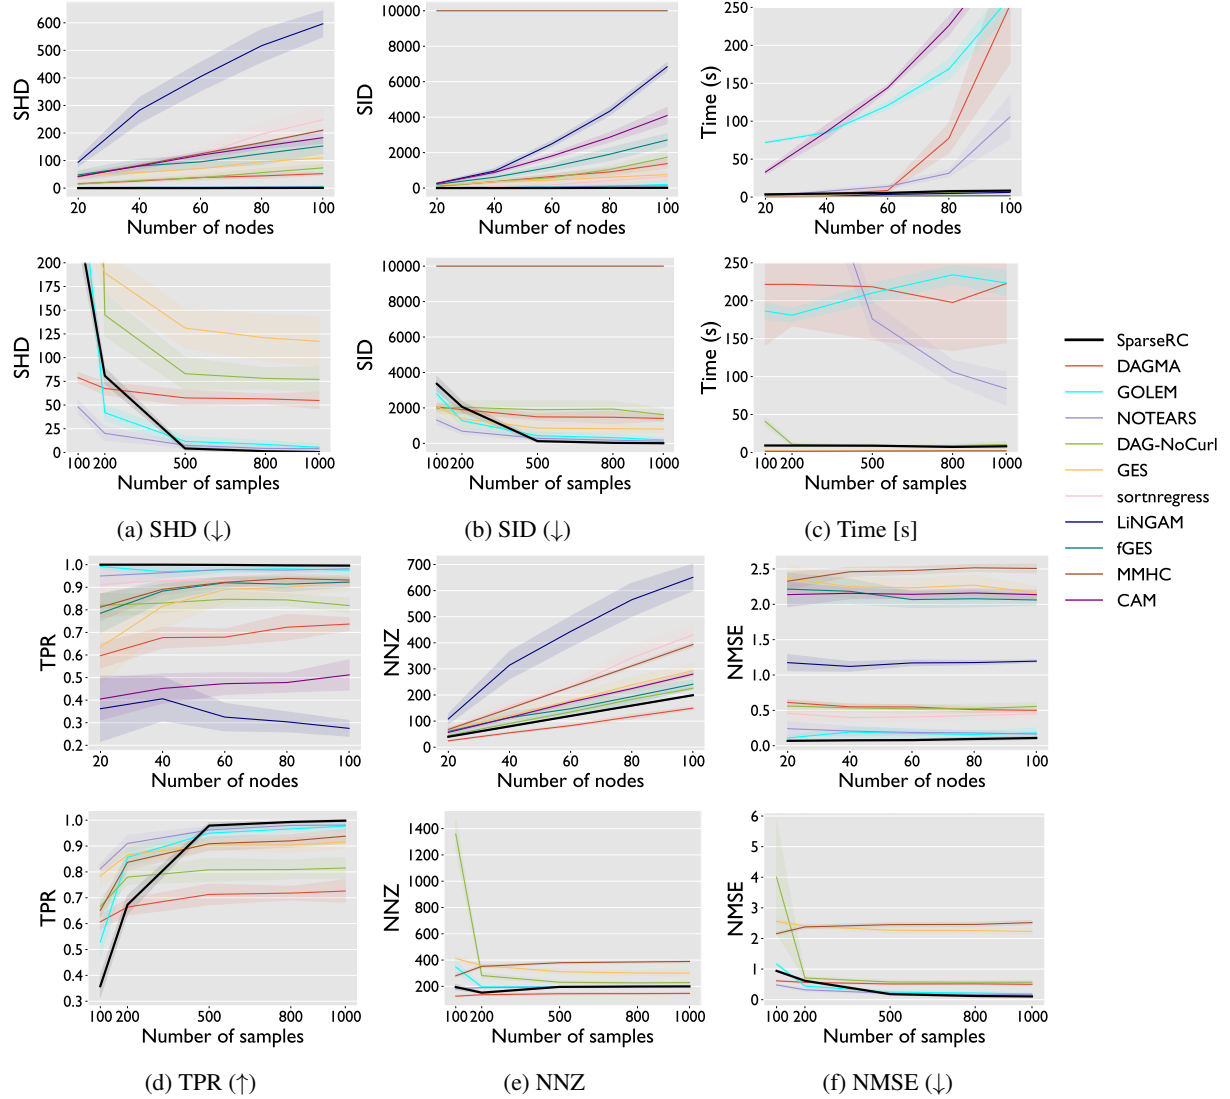 600
500
400
300
200
100
0
SHD
20 40 60 80 100
Number of nodes
10000
8000
6000
4000
2000
0
SID
20 40 60 80 100
Number of nodes
250
200
150
100
50
0
Time (s)
20 40 60 80 100
Number of nodes
200
175
150
125
100
75
50
25
0
SHD
100 200 500 800 1000
Number of samples
10000
8000
6000
4000
2000
0
SID
100 200 500 800 1000
Number of samples
250
200
150
100
50
0
Time (s)
100 200 500 800 1000
Number of samples
(a) SHD (↓)
(b) SID (↓)
(c) Time [s]
SparseRC
DAGMA
GOLEM
NOTEARS
DAG-NoCurl
GES
sortnregress
LiNGAM
fGES
MMHC
CAM
1.0
0.9
0.8
0.7
0.6
0.5
0.4
0.3
0.2
TPR
20 40 60 80 100
Number of nodes
700
600
500
400
300
200
100
0
NNZ
20 40 60 80 100
Number of nodes
2.5
2.0
1.5
1.0
0.5
0.0
NMSE
20 40 60 80 100
Number of nodes
1.0
0.9
0.8
0.7
0.6
0.5
0.4
0.3
TPR
100 200 500 800 1000
Number of samples
1400
1200
1000
800
600
400
200
NNZ
100 200 500 800 1000
Number of samples
6
5
4
3
2
1
0
NMSE
100 200 500 800 1000
Number of samples
(d) TPR (↑)
(e) NNZ
(f) NMSE (↓)